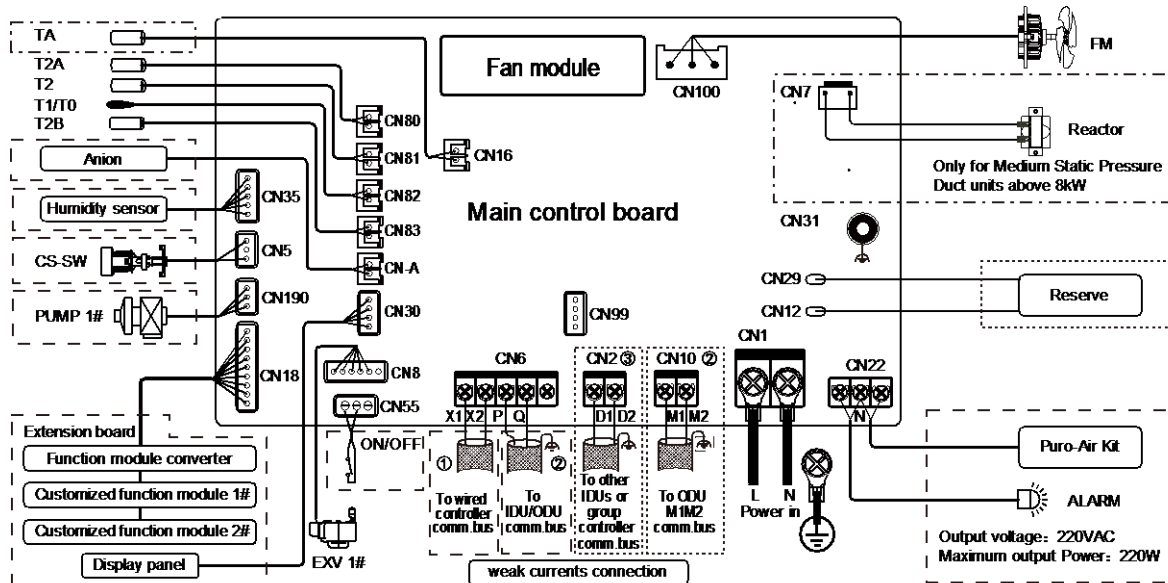 TA
T2A
T2
T1/T0
T2B
Anion
Humidity sensor
CS-SW
PUMP 1#
Extension board
Function module converter
Customized function module 1#
Customized function module 2#
Display panel
CN35
CN5
CN190
CN18
CN80
CN81
CN82
CN83
CN-A
CN30
CN8
CN55
ON/OFF
EXV 1#
Fan module
CN100
CN16
Main control board
CN99
CN6
X1 X2 P Q
①
To wired
controller
comm.bus
②
To
IDU/ODU
comm.bus
CN2 ③
D1 D2
To other
IDUs or
group
controller
comm.bus
CN10 ②
M1 M2
To ODU
M1M2
comm.bus
weak currents connection
CN1
L N
Power in
CN22
N
FM
CN7
Reactor
Only for Medium Static Pressure
Duct units above 8kW
CN31
CN29
CN12
Reserve
Puro-Air Kit
ALARM
Output voltage: 220VAC
Maximum output Power: 220W